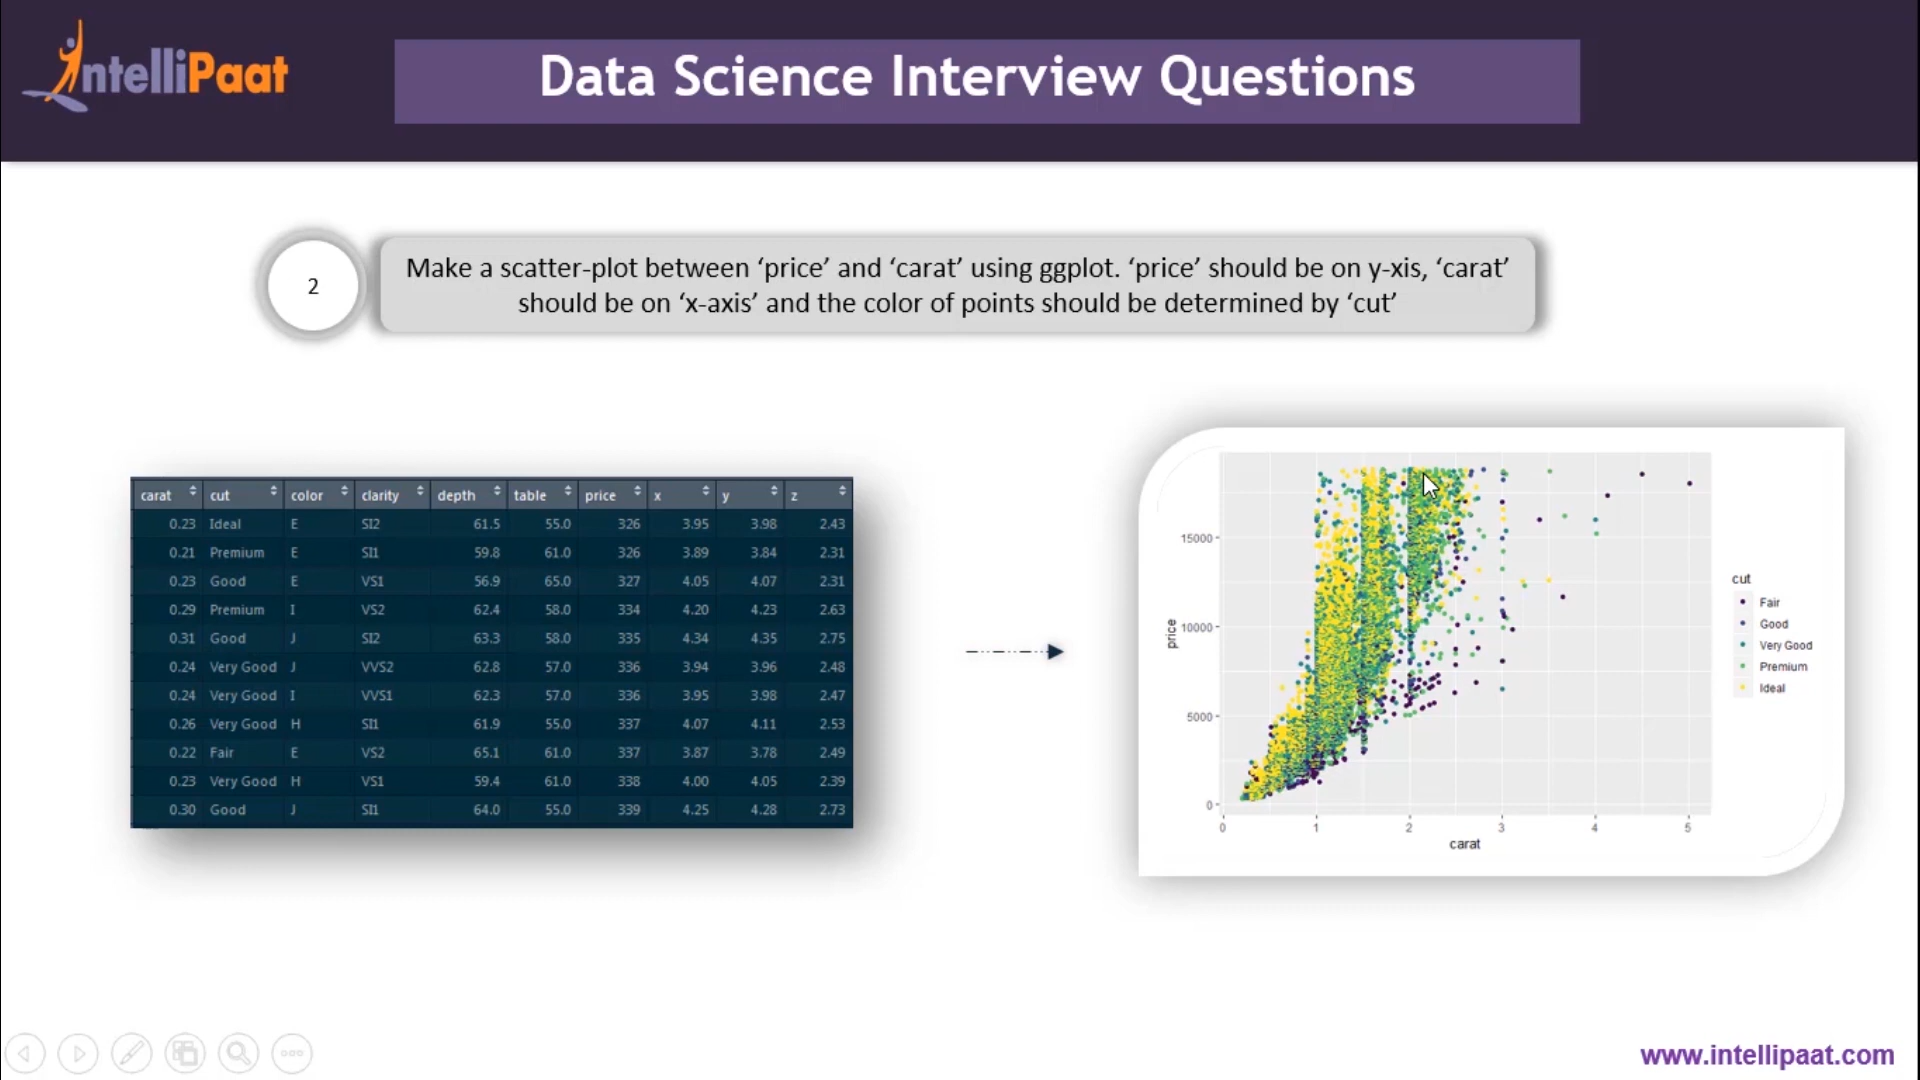 IntelliPaat
Data Science Interview Questions
2
Make a scatter-plot between ‘price’ and ‘carat’ using ggplot. ‘price’ should be on y-xis, ‘carat’
should be on ‘x-axis’ and the color of points should be determined by ‘cut’
carat cut color clarity depth table price x y z
0.23 Ideal E SI2 61.5 55.0 326 3.95 3.98 2.43
0.21 Premium E SI1 59.8 61.0 326 3.89 3.84 2.31
0.23 Good E VS1 56.9 65.0 327 4.05 4.07 2.31
0.29 Premium I VS2 62.4 58.0 334 4.20 4.23 2.63
0.31 Good J SI2 63.3 58.0 335 4.34 4.35 2.75
0.24 Very Good J VVS2 62.8 57.0 336 3.94 3.96 2.48
0.24 Very Good I VVS1 62.3 57.0 336 3.95 3.98 2.47
0.26 Very Good H SI1 61.9 55.0 337 4.07 4.11 2.53
0.22 Fair E VS2 65.1 61.0 337 3.87 3.78 2.49
0.23 Very Good H VS1 59.4 61.0 338 4.00 4.05 2.39
0.30 Good J SI1 64.0 55.0 339 4.25 4.28 2.73
price
15000
10000
5000
0
0 1 2 3 4 5
carat
cut
Fair
Good
Very Good
Premium
Ideal
www.intellipaat.com